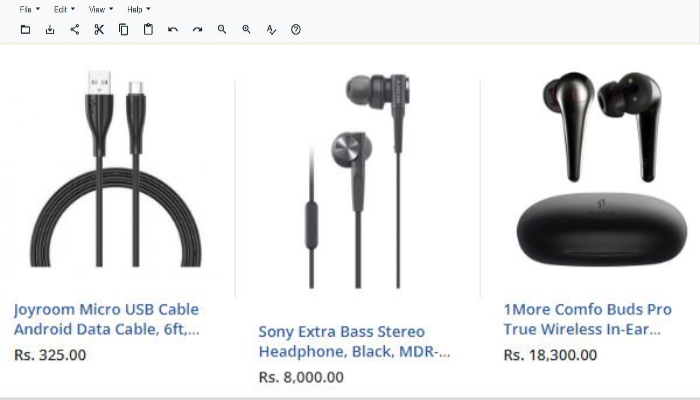 File Edit View Help
Joyroom Micro USB Cable
Android Data Cable, 6ft,...
Rs. 325.00
Sony Extra Bass Stereo
Headphone, Black, MDR-...
Rs. 8,000.00
1More Comfo Buds Pro
True Wireless In-Ear...
Rs. 18,300.00